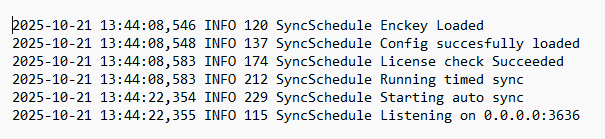 2025-10-21 13:44:08,546 INFO 120 SyncSchedule Enckey Loaded
2025-10-21 13:44:08,548 INFO 137 SyncSchedule Config succesfully loaded
2025-10-21 13:44:08,583 INFO 174 SyncSchedule License check Succeeded
2025-10-21 13:44:08,583 INFO 212 SyncSchedule Running timed sync
2025-10-21 13:44:22,354 INFO 229 SyncSchedule Starting auto sync
2025-10-21 13:44:22,355 INFO 115 SyncSchedule Listening on 0.0.0.0:3636